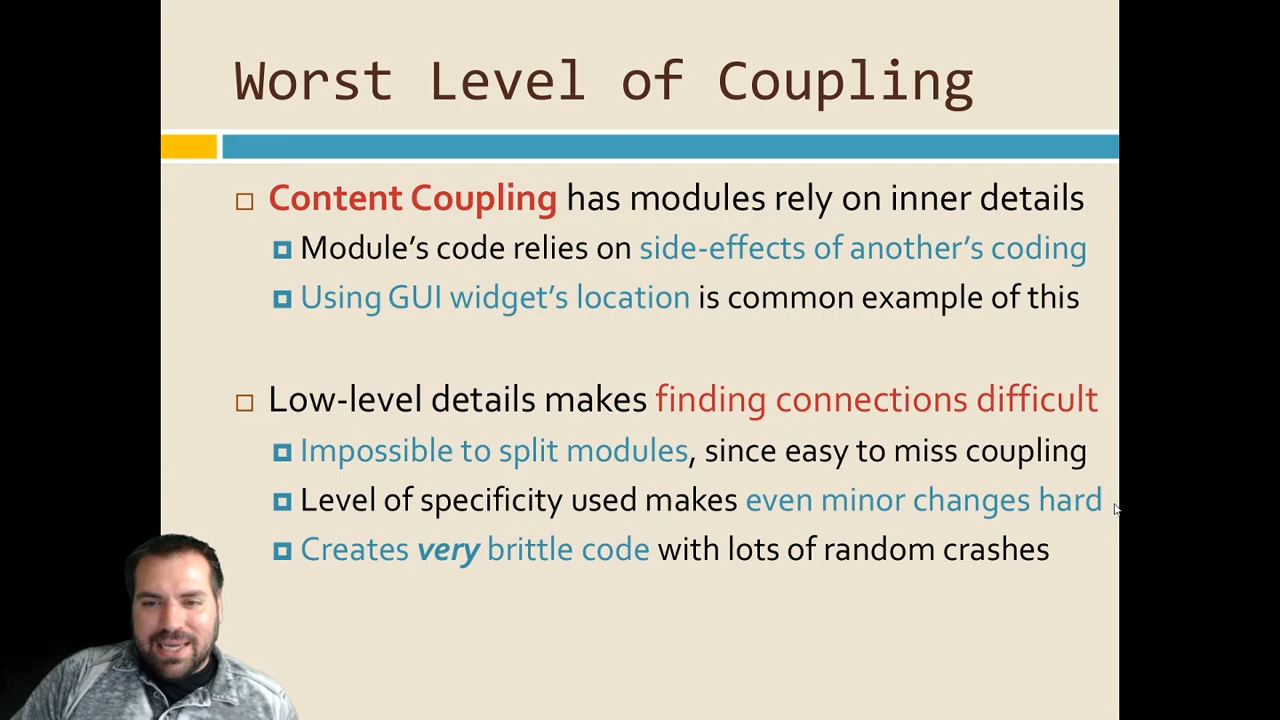 Worst Level of Coupling
Content Coupling has modules rely on inner details
Module’s code relies on side-effects of another’s coding
Using GUI widget’s location is common example of this
Low-level details makes finding connections difficult
Impossible to split modules, since easy to miss coupling
Level of specificity used makes even minor changes hard
Creates very brittle code with lots of random crashes